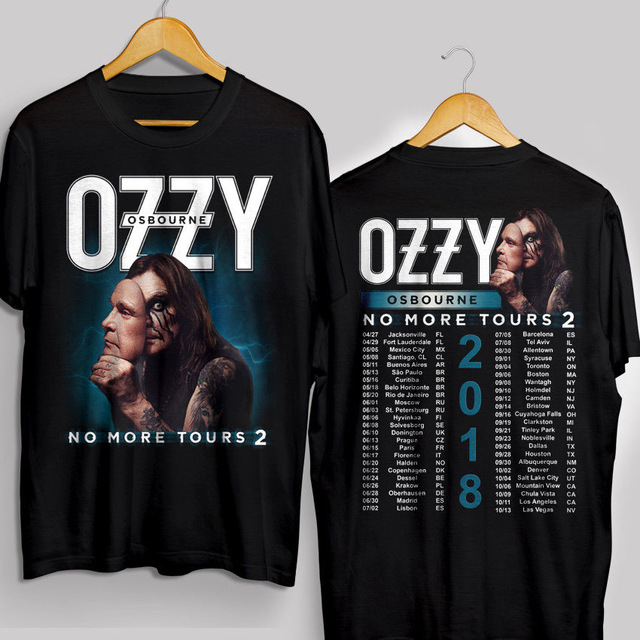 OZZY
OSBOURNE
NO MORE TOURS 2
OZZY
OSBOURNE
NO MORE TOURS 2
2018
04/27 Jacksonville FL
04/29 Fort Lauderdale FL
05/05 Mexico City MX
05/08 Santiago, CL CL
05/11 Buenos Aires AR
05/13 São Paulo BR
05/16 Curitiba BR
05/18 Belo Horizonte BR
05/20 Rio de Janeiro BR
06/01 Moscow RU
06/03 St. Petersburg RU
06/06 Hyvinkaa FI
06/08 Solvesborg SE
06/10 Donington UK
06/13 Prague CZ
06/15 Paris FR
06/17 Florence IT
06/20 Halden NO
06/22 Copenhagen DK
06/24 Dessel BE
06/26 Krakow PL
06/28 Oberhausen DE
06/30 Madrid ES
07/02 Lisbon ES
07/05 Barcelona ES
07/08 Tel Aviv IL
08/30 Allentown PA
09/01 Syracuse NY
09/04 Toronto ON
09/06 Boston MA
09/08 Wantagh NY
09/10 Holmdel NJ
09/12 Camden NJ
09/14 Bristow VA
09/16 Cuyahoga Falls OH
09/19 Clarkston MI
09/21 Tinley Park IL
09/23 Noblesville IN
09/26 Dallas TX
09/28 Houston TX
09/30 Albuquerque NM
10/02 Denver CO
10/04 Salt Lake City UT
10/06 Mountain View CA
10/09 Chula Vista CA
10/11 Los Angeles CA
10/13 Las Vegas NV